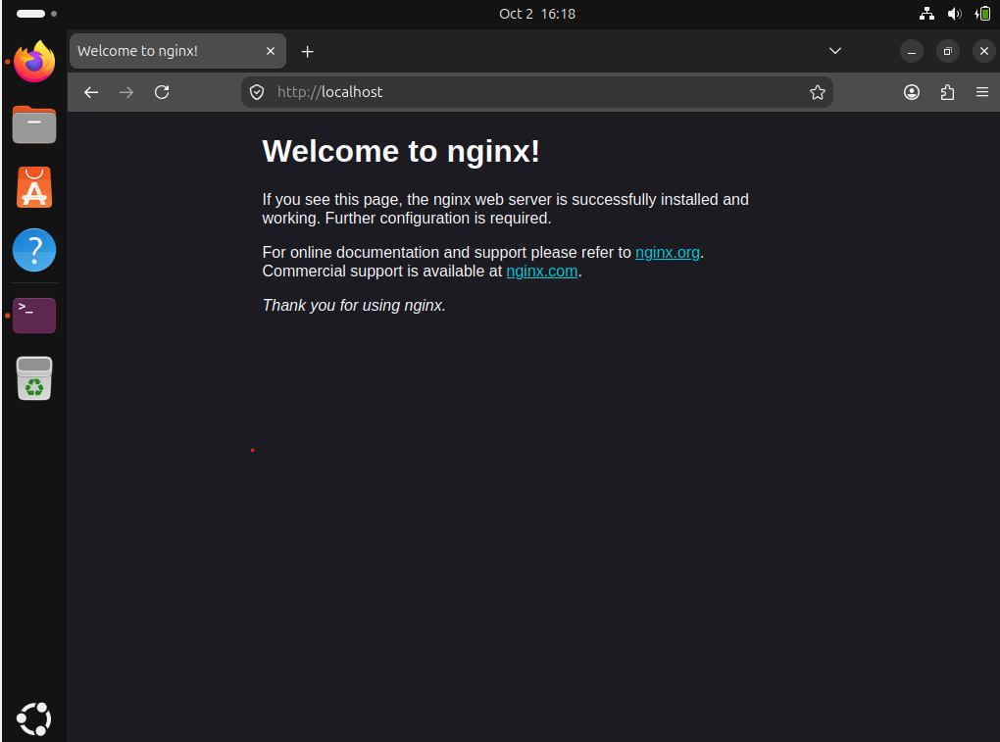 Oct 2 16:18
Welcome to nginx!
http://localhost
Welcome to nginx!
If you see this page, the nginx web server is successfully installed and
working. Further configuration is required.
For online documentation and support please refer to nginx.org.
Commercial support is available at nginx.com.
Thank you for using nginx.